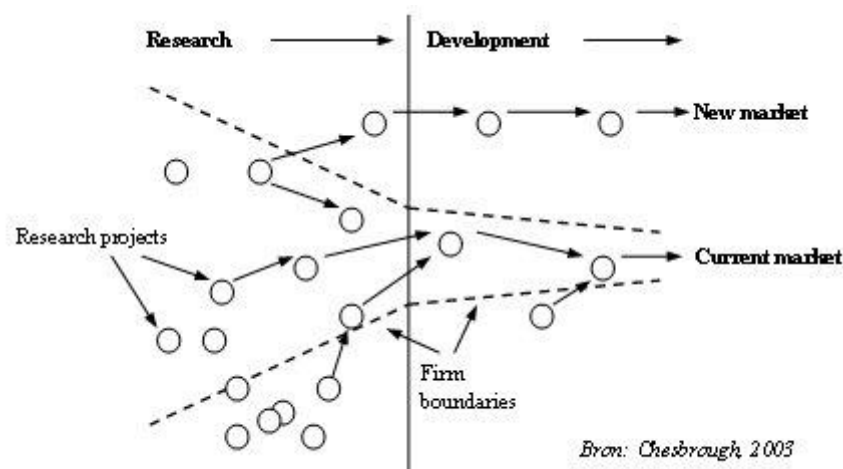 Research
Development
New market
Research projects
Current market
Firm
boundaries
Bron: Chesbrough, 2003